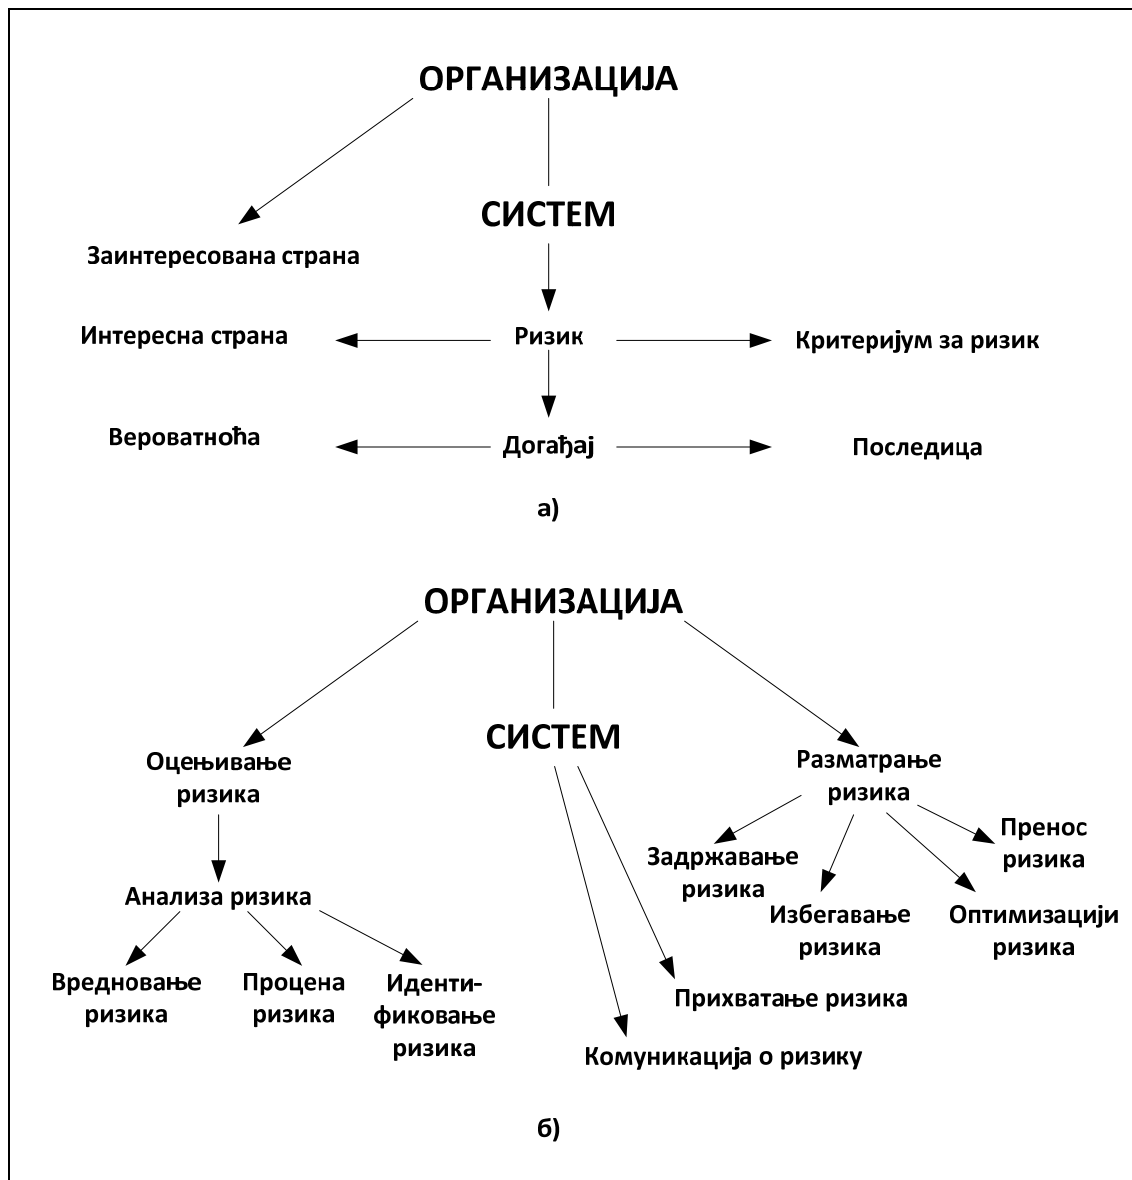 ОРГАНИЗАЦИЈА
СИСТЕМ
Заинтересована страна
Интересна страна
Ризик
Критеријум за ризик
Вероватноћа
Догађај
Последица
а)
ОРГАНИЗАЦИЈА
СИСТЕМ
Оцењивање
ризика
Разматрање
ризика
Пренос
ризика
Задржавање
ризика
Избегавање
ризика
Оптимизацији
ризика
Анализа ризика
Вредновање
ризика
Процена
ризика
Иденти-
фиковање
ризика
Прихватање ризика
Комуникација о ризику
б)